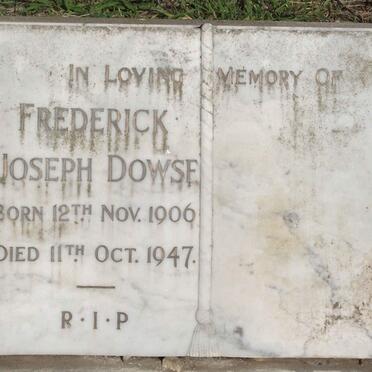 IN LOVING MEMORY OF
FREDERICK
JOSEPH DOWSE
BORN 12TH NOV. 1906
DIED 11TH OCT. 1947.
R·I·P